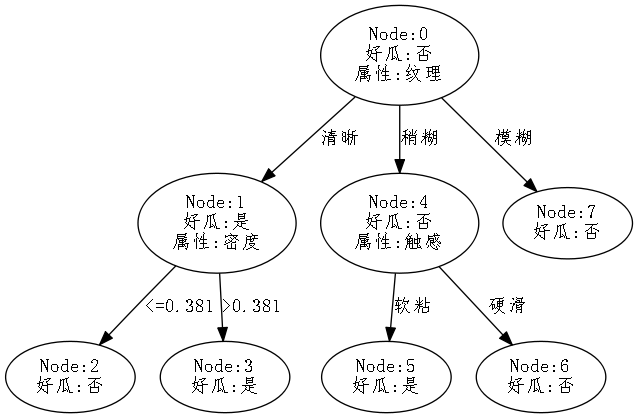 Node:0
好瓜:否
属性:纹理
清晰
稍糊
模糊
Node:1
好瓜:是
属性:密度
Node:4
好瓜:否
属性:触感
Node:7
好瓜:否
<=0.381
>0.381
软粘
硬滑
Node:2
好瓜:否
Node:3
好瓜:是
Node:5
好瓜:是
Node:6
好瓜:否